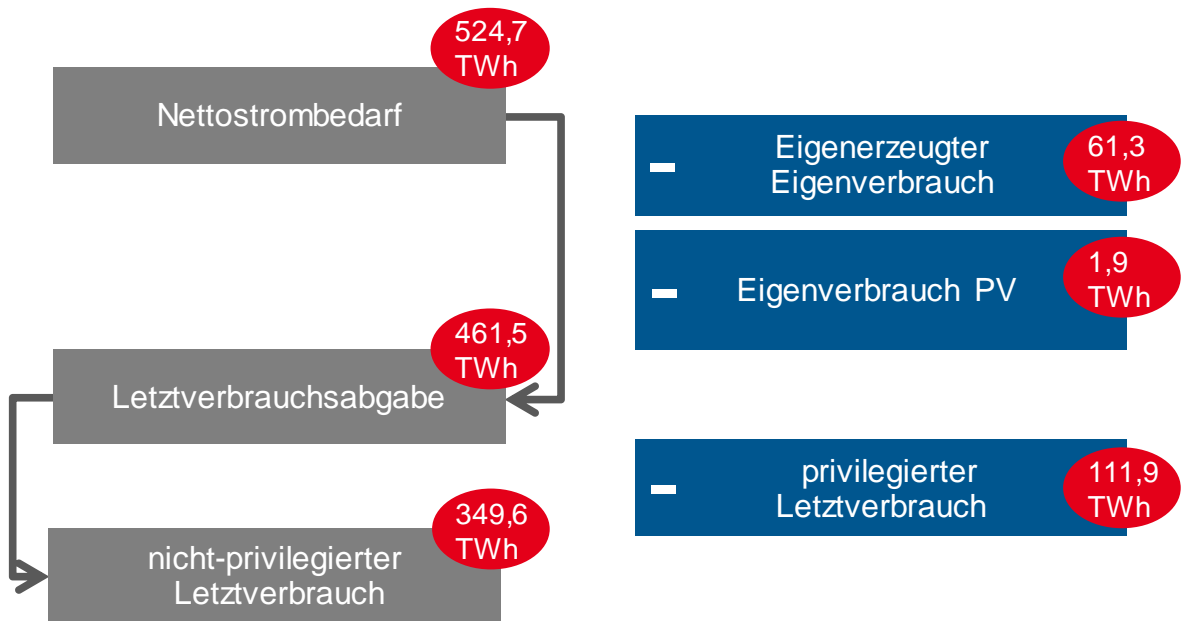 524,7
TWh
Nettostrombedarf
Eigenerzeugter
Eigenverbrauch
61,3
TWh
Eigenverbrauch PV
1,9
TWh
461,5
TWh
Letztverbrauchsabgabe
privilegierter
Letztverbrauch
111,9
TWh
349,6
TWh
nicht-privilegierter
Letztverbrauch